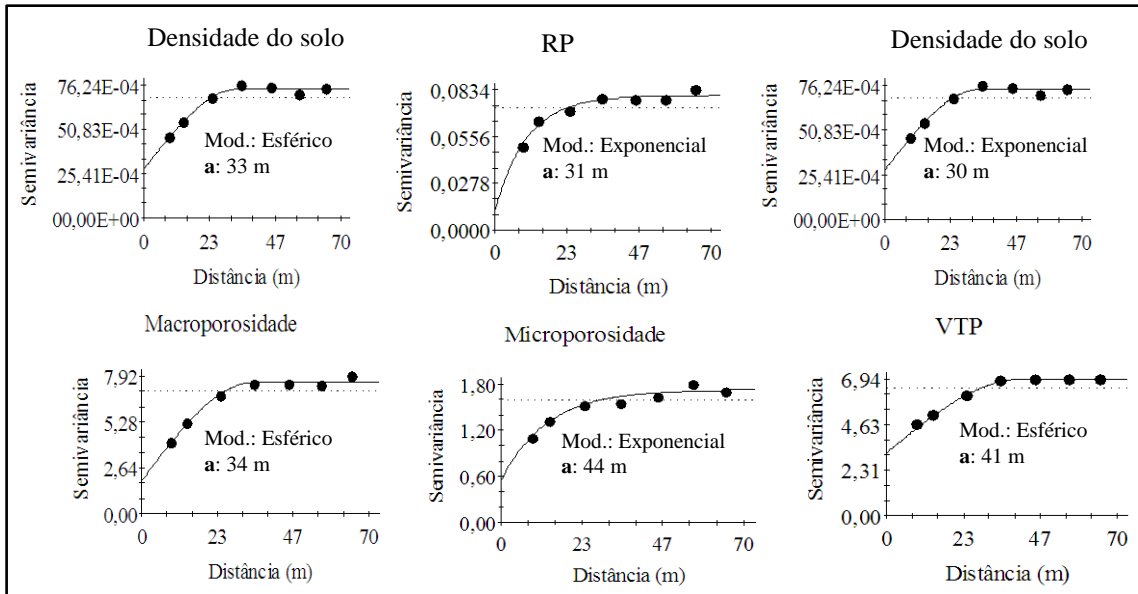 Densidade do solo
Semivariância
76,24E-04
50,83E-04
25,41E-04
00,00E+00
Mod.: Esférico
a: 33 m
0 23 47 70
Distância (m)
RP
Semivariância
0,0834
0,0556
0,0278
0,0000
Mod.: Exponencial
a: 31 m
0 23 47 70
Distância (m)
Densidade do solo
Semivariância
76,24E-04
50,83E-04
25,41E-04
00,00E+00
Mod.: Exponencial
a: 30 m
0 23 47 70
Distância (m)
Macroporosidade
Semivariância
7,92
5,28
2,64
0,00
Mod.: Esférico
a: 34 m
0 23 47 70
Distância (m)
Microporosidade
Semivariância
1,80
1,20
0,60
0,00
Mod.: Exponencial
a: 44 m
0 23 47 70
Distância (m)
VTP
Semivariância
6,94
4,63
2,31
0,00
Mod.: Esférico
a: 41 m
0 23 47 70
Distância (m)